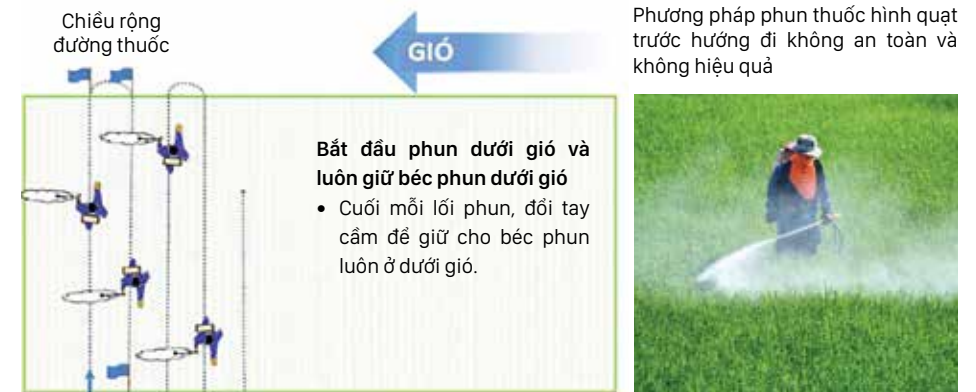 Chiều rộng
đường thuốc
GIÓ
Bắt đầu phun dưới gió và
luôn giữ béc phun dưới gió
• Cuối mỗi lối phun, đổi tay
cầm để giữ cho béc phun
luôn ở dưới gió.
Phương pháp phun thuốc hình quạt
trước hướng đi không an toàn và
không hiệu quả